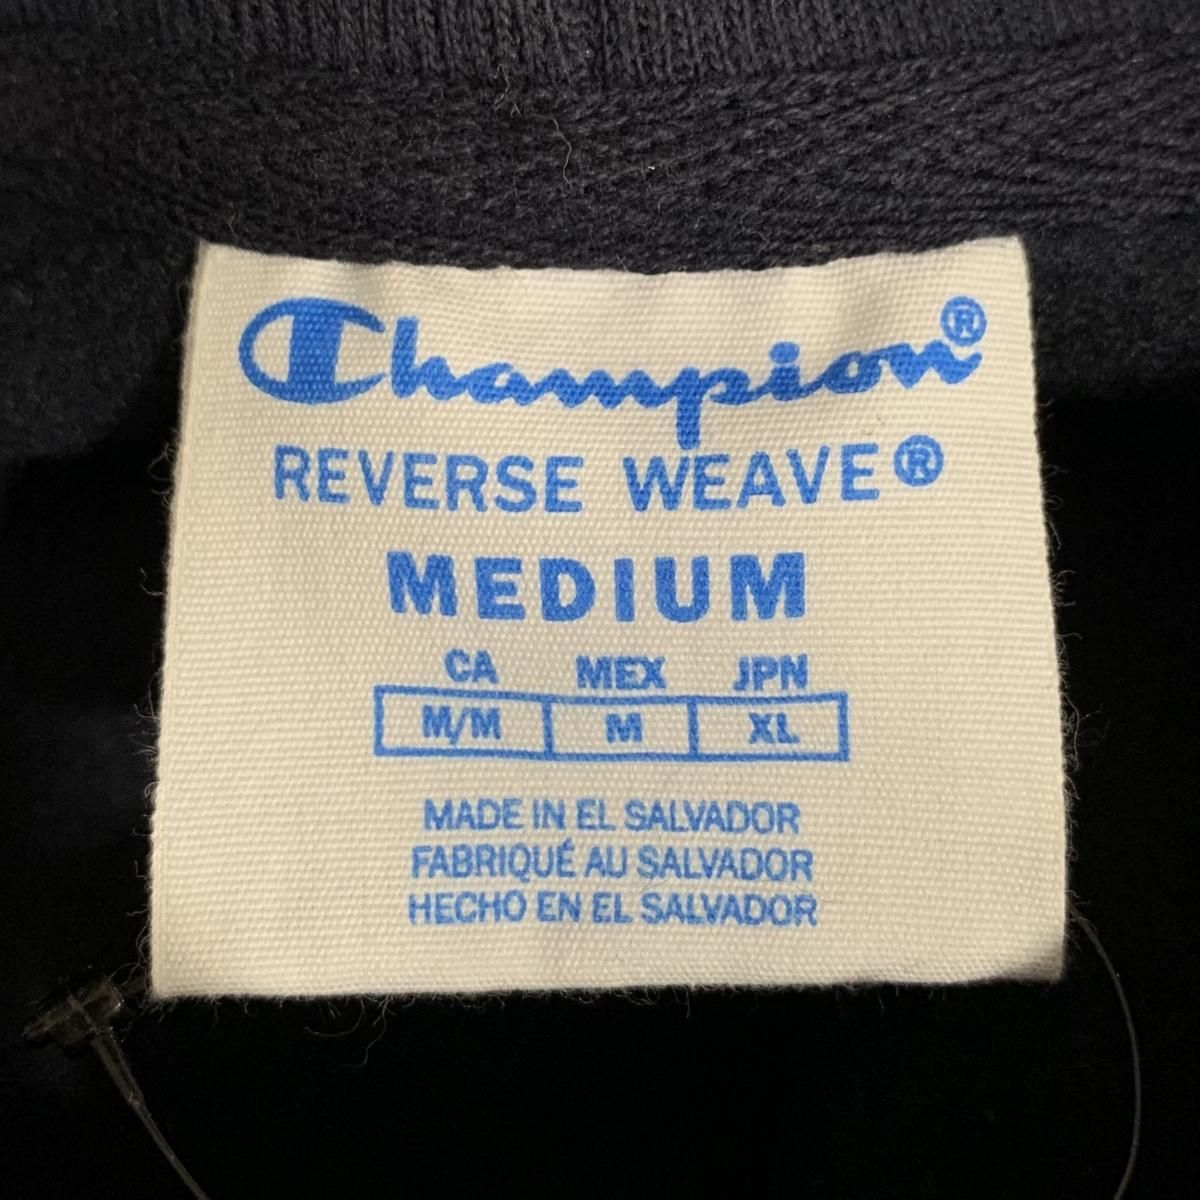 Champion®
REVERSE WEAVE®
MEDIUM
CA MEX JPN
M/M M XL
MADE IN EL SALVADOR
FABRIQUÉ AU SALVADOR
HECHO EN EL SALVADOR